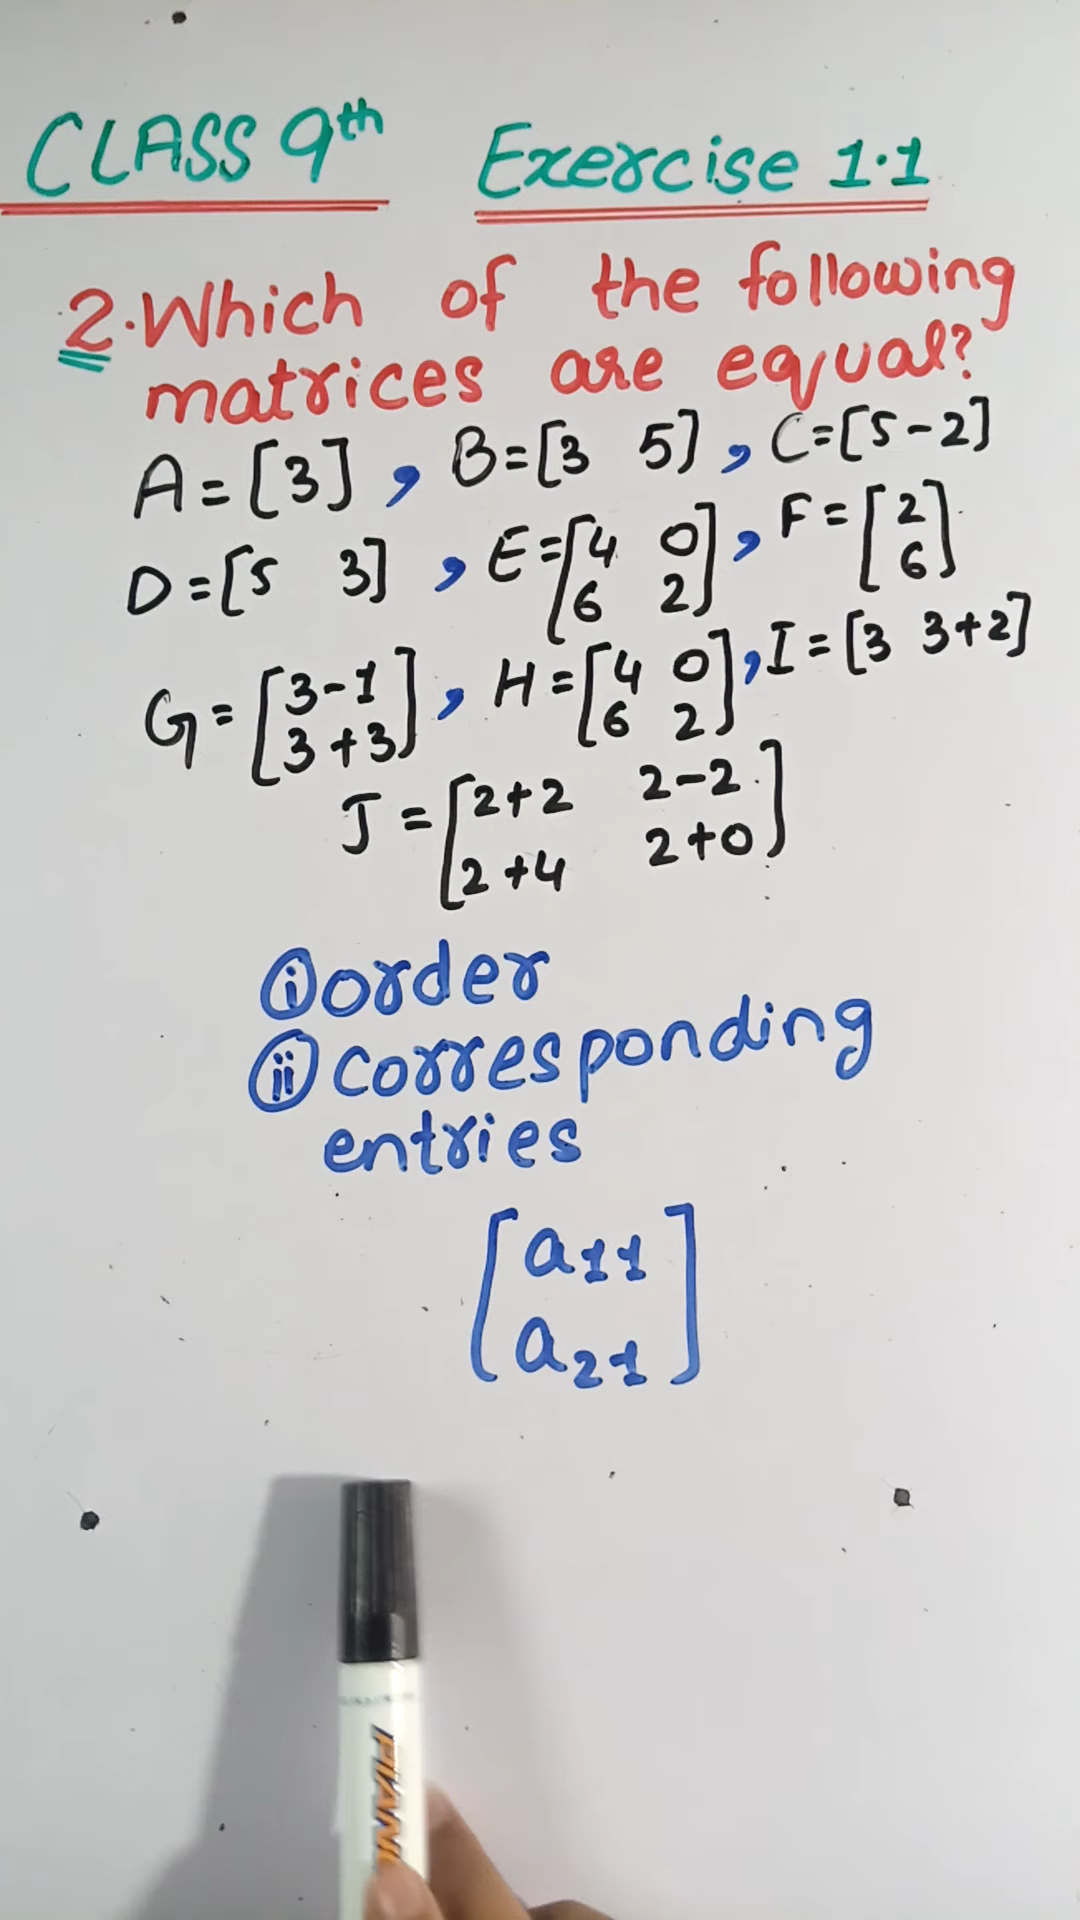 CLASS 9th Exercise 1.1
2.Which of the following
matrices are equal?
A=[3] , B=[3 5] , C=[5-2]
D=[5 3] , E=[4 0 , F=[2
6 2] 6]
G=[3-1 , H=[4 0 , I=[3 3+2]
3+3] 6 2]
J=[2+2 2-2
2+4 2+0]
(i) order
(ii) corresponding
entries
[a11
a21]
PIANO